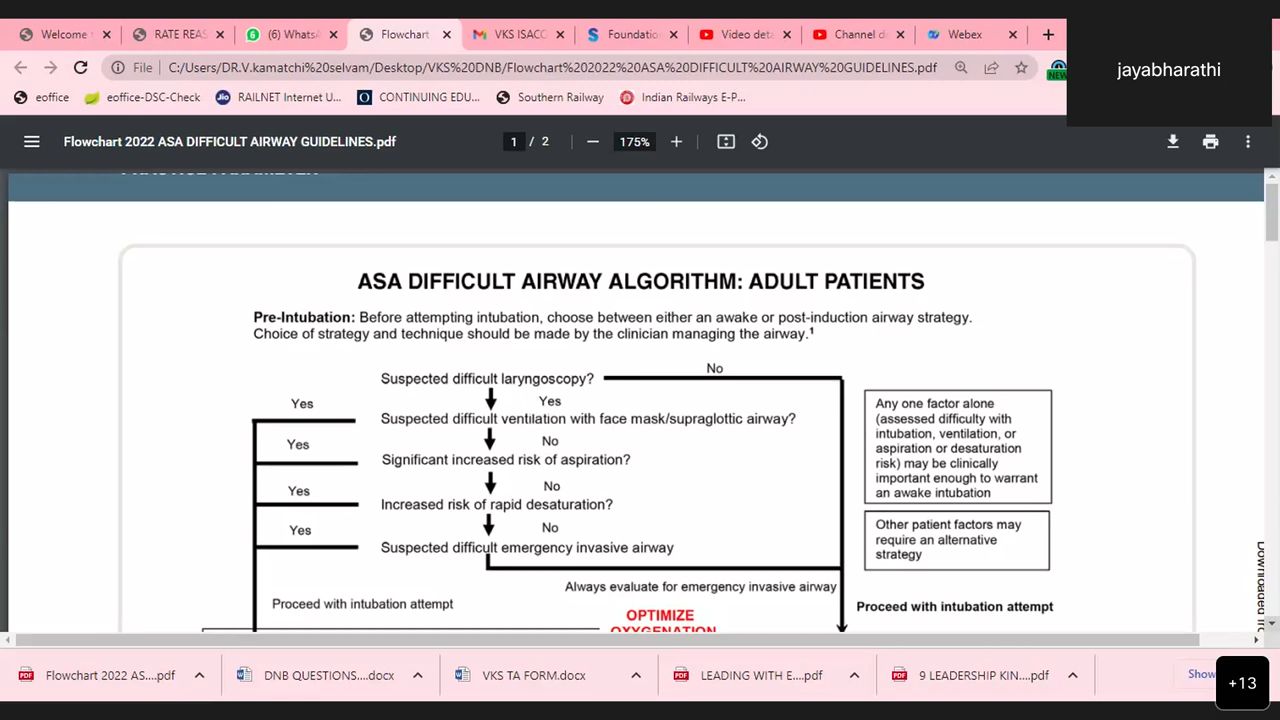 Welcome
RATE REAS
(6) WhatsA
Flowchart
VKS ISACC
Foundation
Video deta
Channel d
Webex
File
C:/Users/DR.V.kamatchi%20selvam/Desktop/VKS%20DNB/Flowchart%202022%20ASA%20DIFFICULT%20AIRWAY%20GUIDELINES.pdf
NEW
jayabharathi
eoffice
eoffice-DSC-Check
Jio
RAILNET Internet U...
CONTINUING EDU...
Southern Railway
Indian Railways E-P...
Flowchart 2022 ASA DIFFICULT AIRWAY GUIDELINES.pdf
1 / 2
175%
ASA DIFFICULT AIRWAY ALGORITHM: ADULT PATIENTS
Pre-Intubation: Before attempting intubation, choose between either an awake or post-induction airway strategy.
Choice of strategy and technique should be made by the clinician managing the airway.¹
Suspected difficult laryngoscopy?
No
Yes
Yes
Suspected difficult ventilation with face mask/supraglottic airway?
No
Yes
Significant increased risk of aspiration?
No
Yes
Increased risk of rapid desaturation?
No
Yes
Suspected difficult emergency invasive airway
Always evaluate for emergency invasive airway
Any one factor alone
(assessed difficulty with
intubation, ventilation, or
aspiration or desaturation
risk) may be clinically
important enough to warrant
an awake intubation
Other patient factors may
require an alternative
strategy
Proceed with intubation attempt
OPTIMIZE
OXYGENATION
Proceed with intubation attempt
Flowchart 2022 AS....pdf
DNB QUESTIONS....docx
VKS TA FORM.docx
LEADING WITH E....pdf
9 LEADERSHIP KIN....pdf
Show
+13